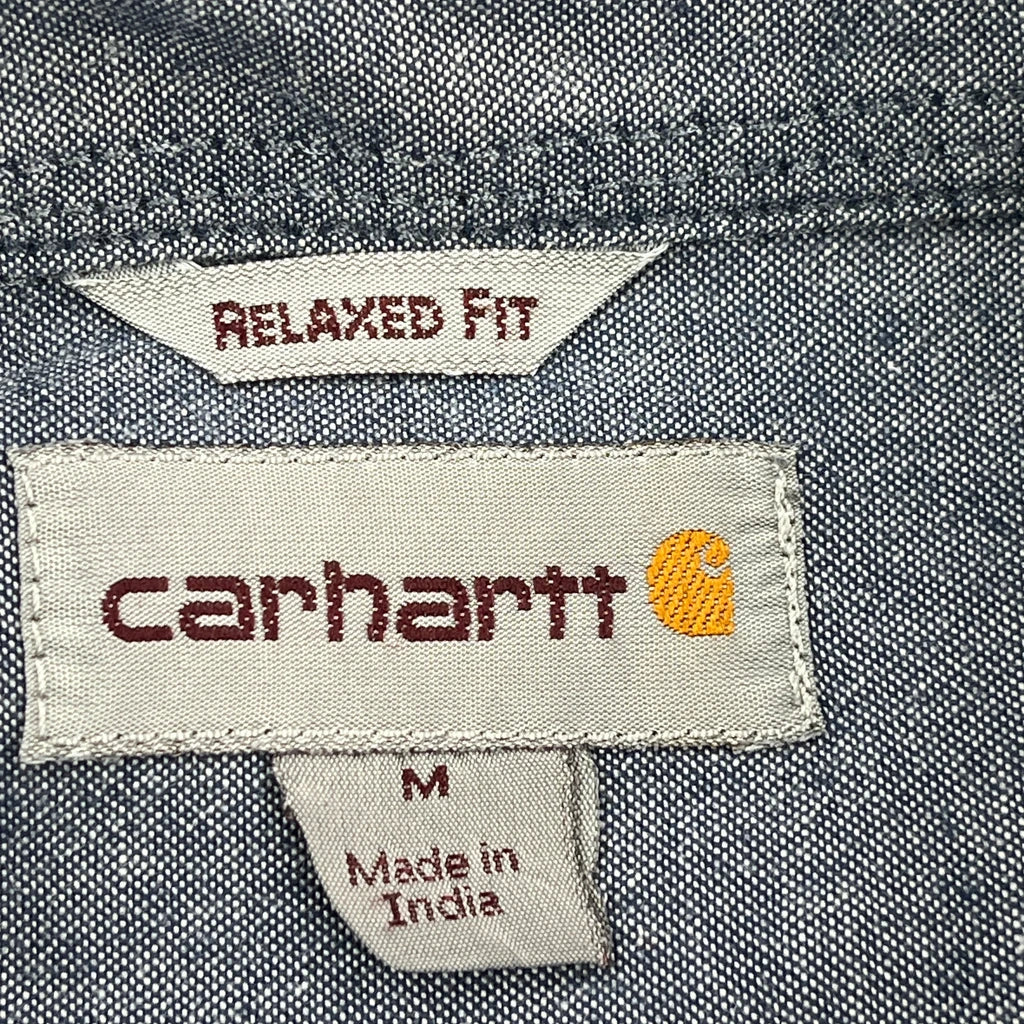 RELAXED FIT
carhartt
M
Made in
India